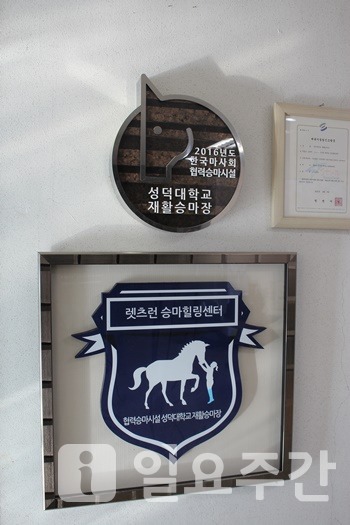 2016년도
한국마사회
협력승마시설
성덕대학교
재활승마장
렛츠런 승마힐링센터
협력승마시설 성덕대학교 재활승마장
일요주간